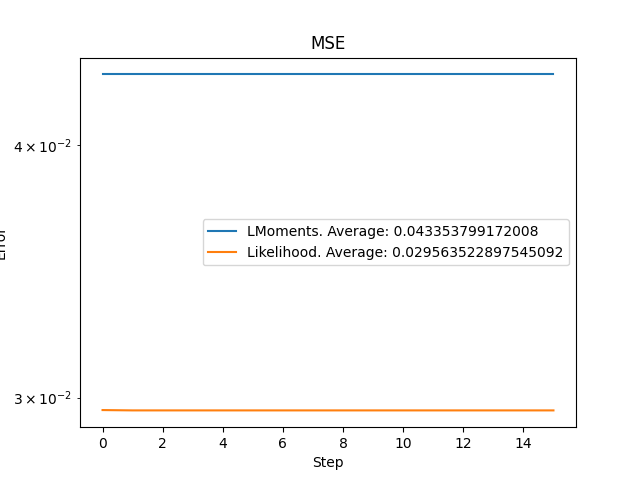 MSE
4 × 10⁻²
Error
LMoments. Average: 0.043353799172008
Likelihood. Average: 0.029563522897545092
3 × 10⁻²
0 2 4 6 8 10 12 14
Step